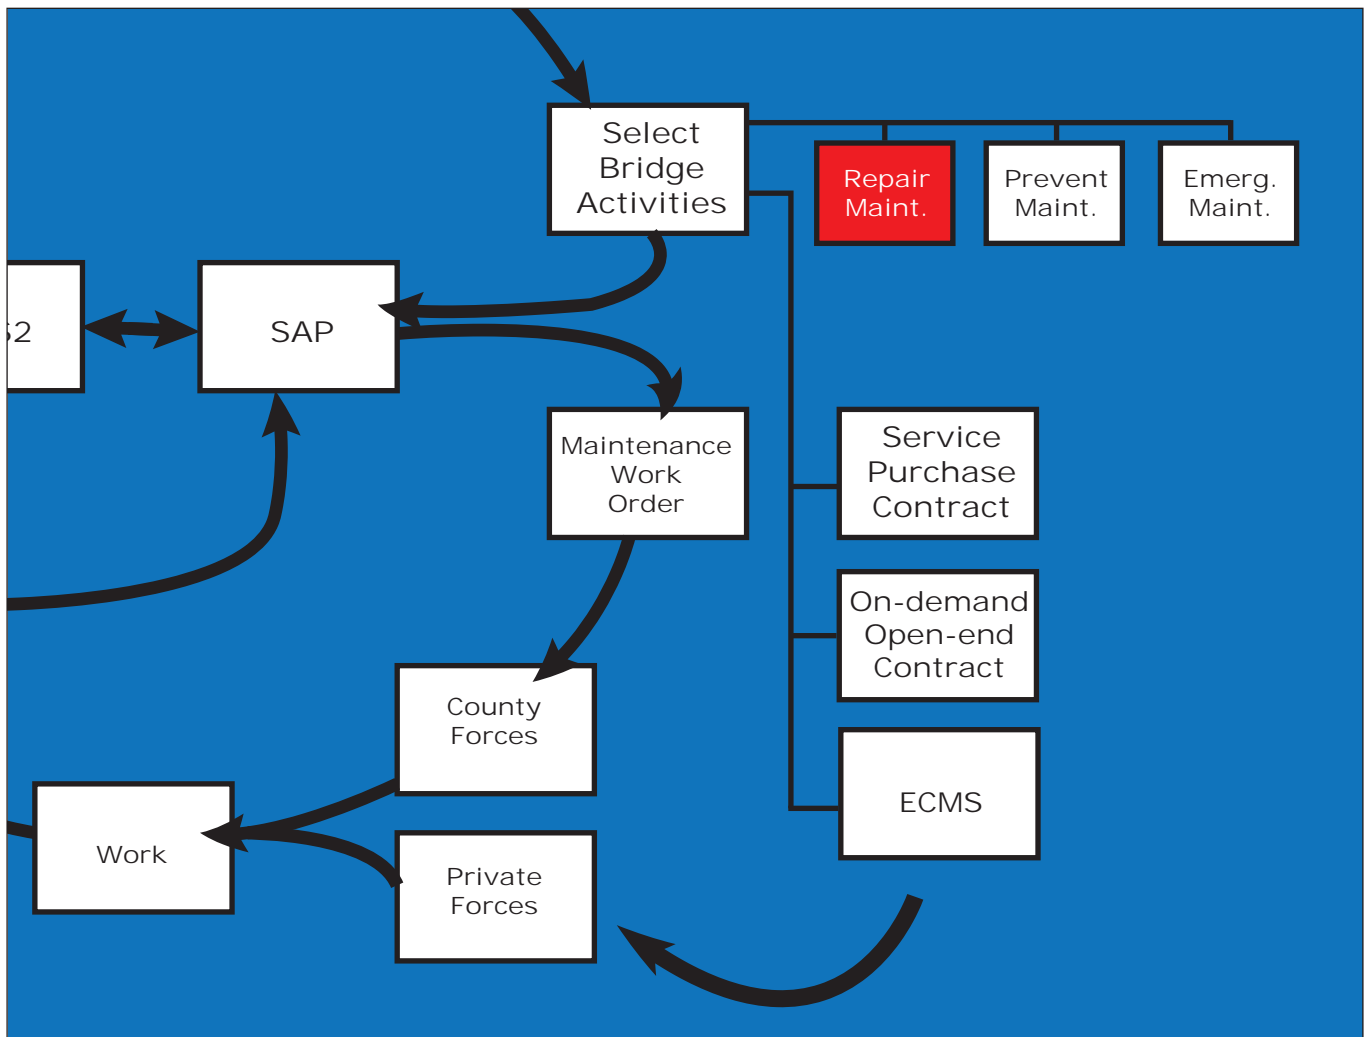 Select
Bridge
Activities
Repair
Maint.
Prevent
Maint.
Emerg.
Maint.
SAP
Maintenance
Work
Order
Service
Purchase
Contract
On-demand
Open-end
Contract
County
Forces
ECMS
Work
Private
Forces